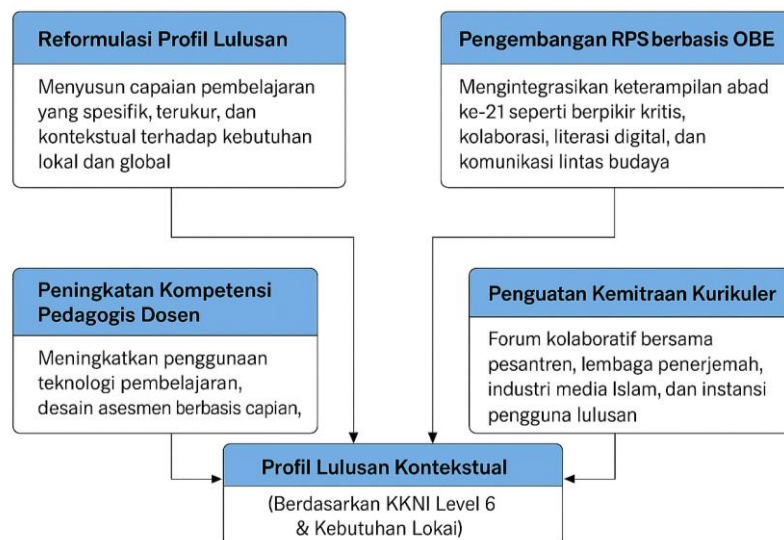 Reformulasi Profil Lulusan
Menyusun capaian pembelajaran
yang spesifik, terukur, dan
kontekstual terhadap kebutuhan
lokal dan global
Pengembangan RPS berbasis OBE
Mengintegrasikan keterampilan abad
ke-21 seperti berpikir kritis,
kolaborasi, literasi digital, dan
komunikasi lintas budaya
Peningkatan Kompetensi
Pedagogis Dosen
Meningkatkan penggunaan
teknologi pembelajaran,
desain asesmen berbasis capian,
Penguatan Kemitraan Kurikuler
Forum kolaboratif bersama
pesantren, lembaga penerjemah,
industri media Islam, dan instansi
pengguna lulusan
Profil Lulusan Kontekstual
(Berdasarkan KKNI Level 6
& Kebutuhan Lokai)